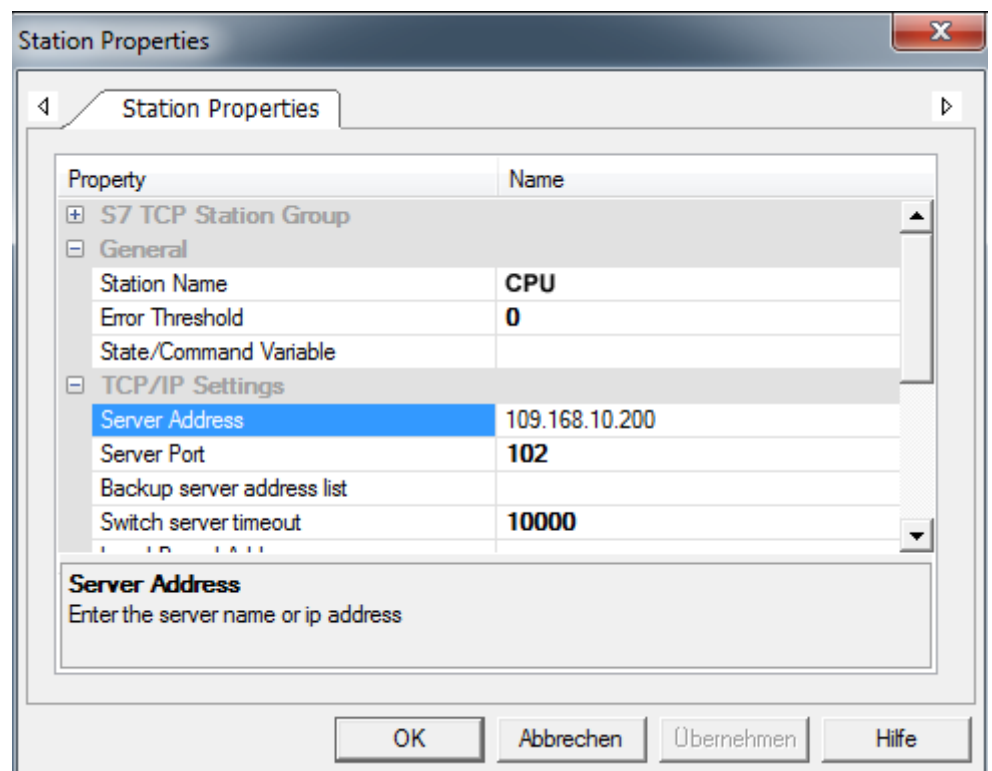 Station Properties
Station Properties
Property Name
S7 TCP Station Group
General
Station Name CPU
Error Threshold 0
State/Command Variable
TCP/IP Settings
Server Address 109.168.10.200
Server Port 102
Backup server address list
Switch server timeout 10000
Server Address
Enter the server name or ip address
OK Abbrechen Übernehmen Hilfe